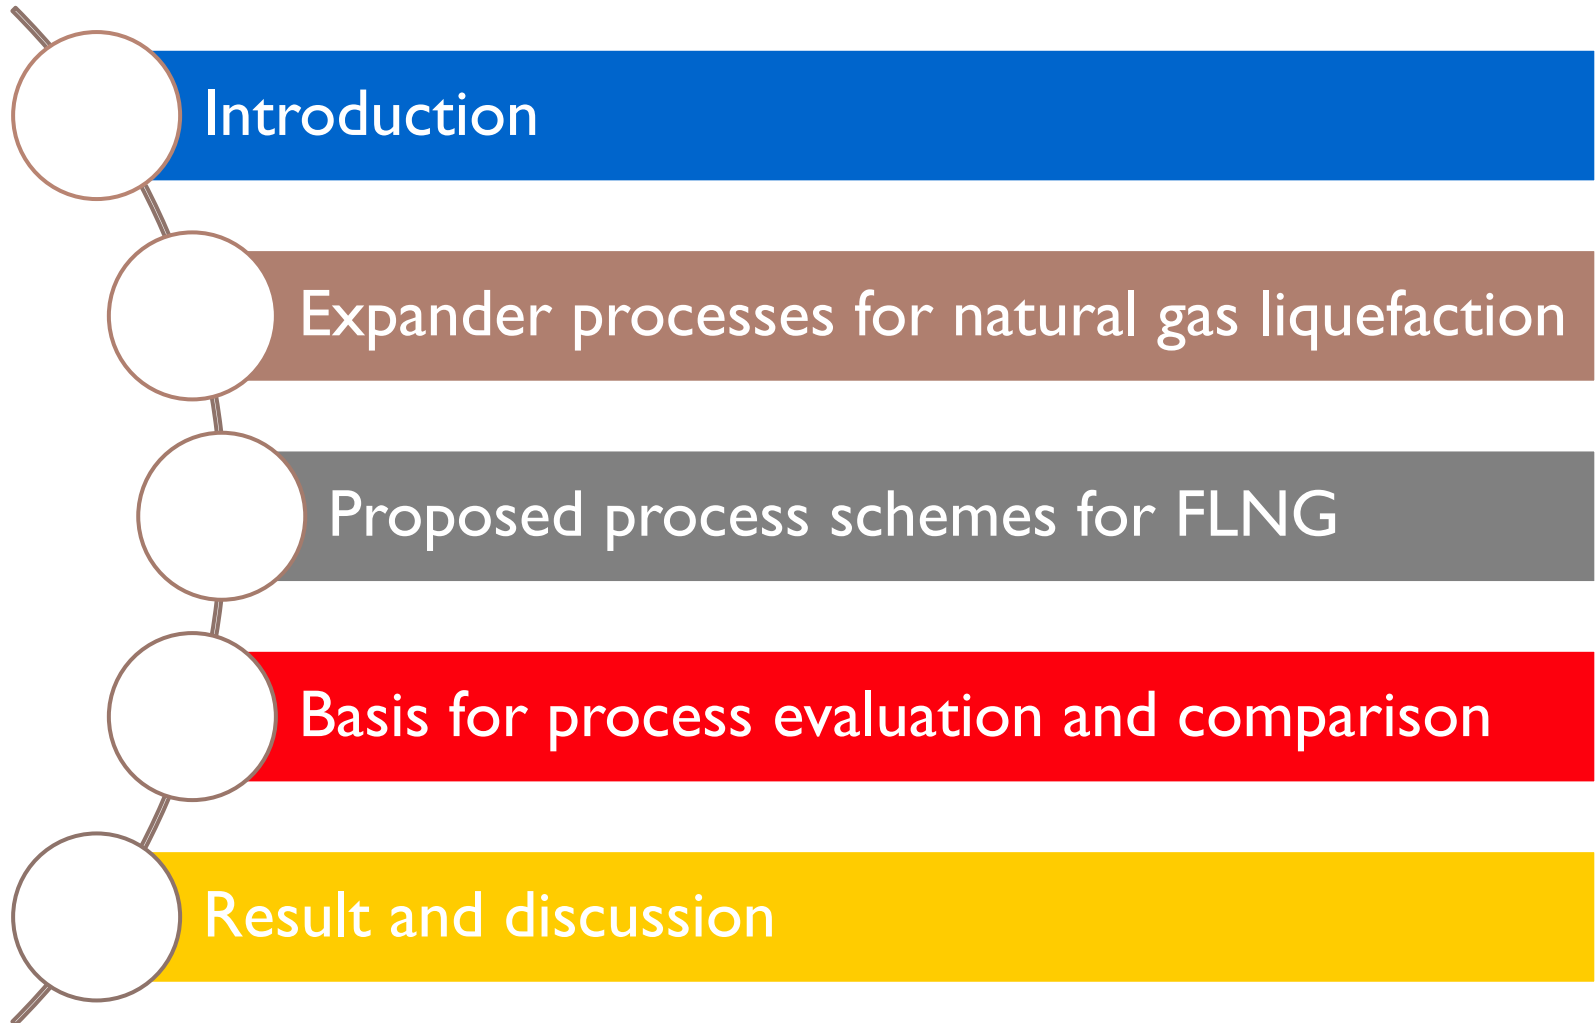 Introduction
Expander processes for natural gas liquefaction
Proposed process schemes for FLNG
Basis for process evaluation and comparison
Result and discussion